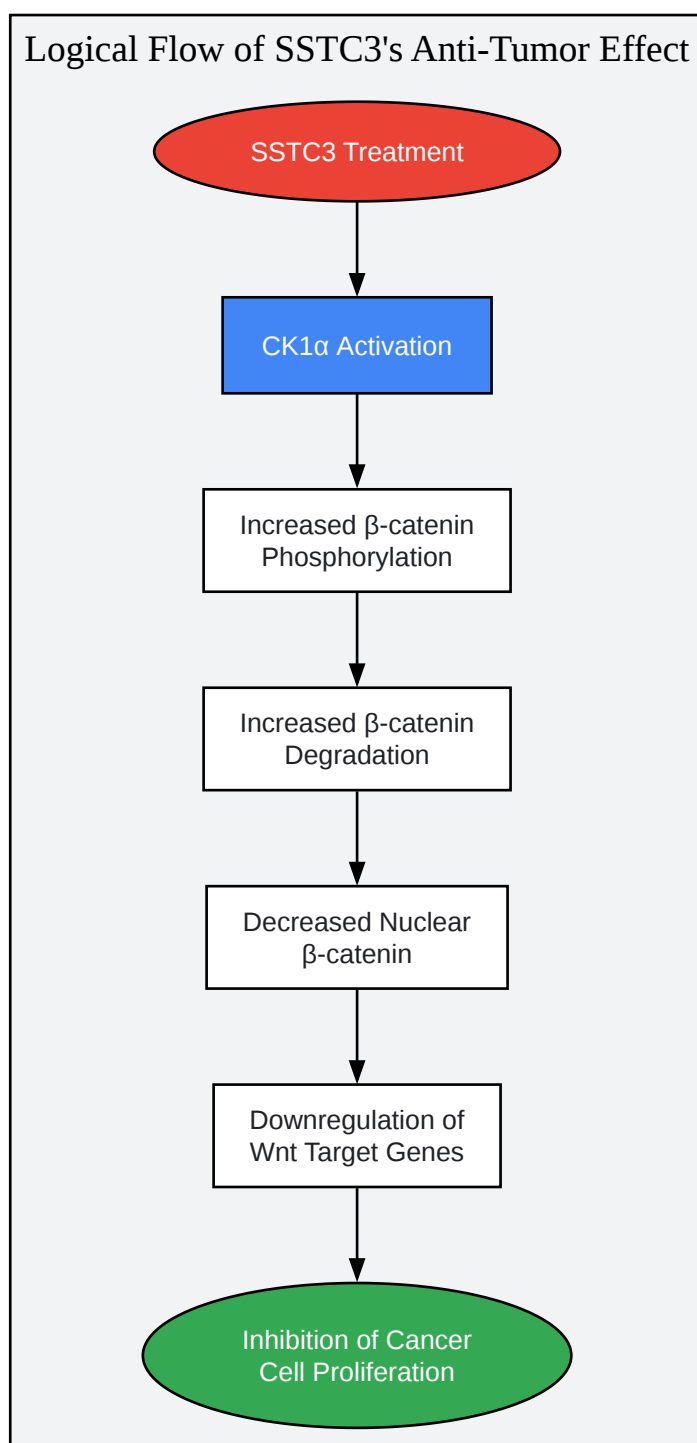 Logical Flow of SSTC3's Anti-Tumor Effect
SSTC3 Treatment
CK1α Activation
Increased β-catenin
Phosphorylation
Increased β-catenin
Degradation
Decreased Nuclear
β-catenin
Downregulation of
Wnt Target Genes
Inhibition of Cancer
Cell Proliferation